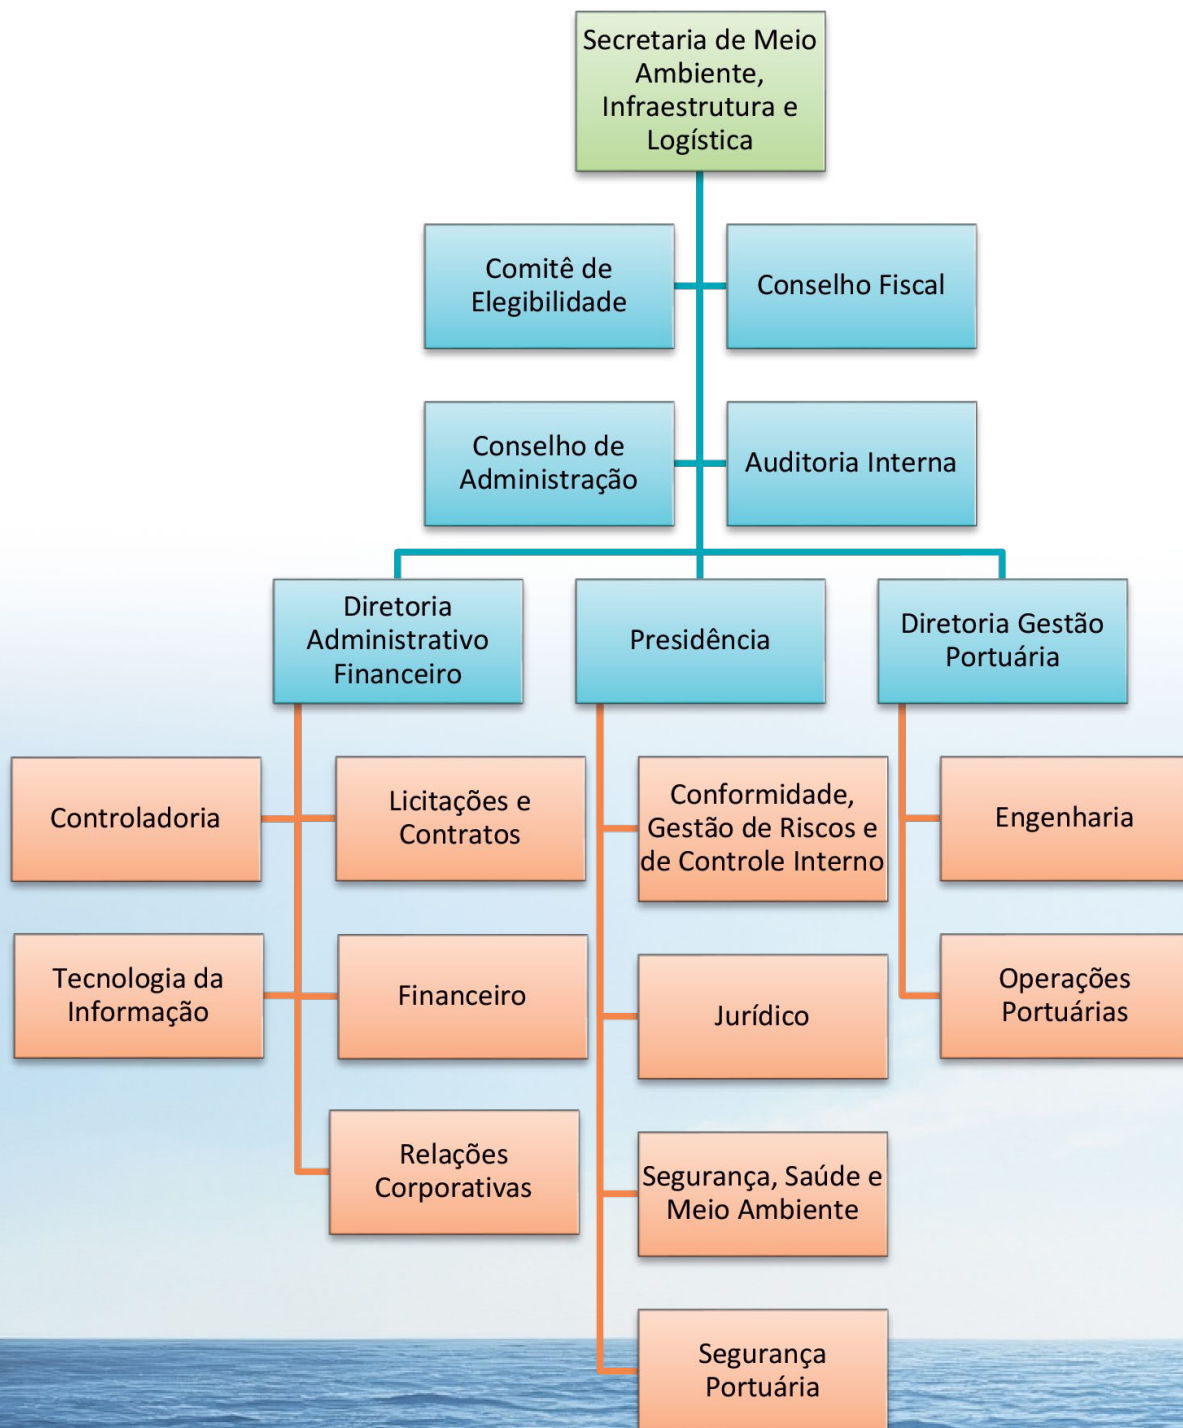 Secretaria de Meio
Ambiente,
Infraestrutura e
Logística
Comitê de
Elegibilidade
Conselho Fiscal
Conselho de
Administração
Auditoria Interna
Diretoria
Administrativo
Financeiro
Presidência
Diretoria Gestão
Portuária
Controladoria
Licitações e
Contratos
Conformidade,
Gestão de Riscos e
de Controle Interno
Engenharia
Tecnologia da
Informação
Financeiro
Jurídico
Operações
Portuárias
Relações
Corporativas
Segurança, Saúde e
Meio Ambiente
Segurança
Portuária